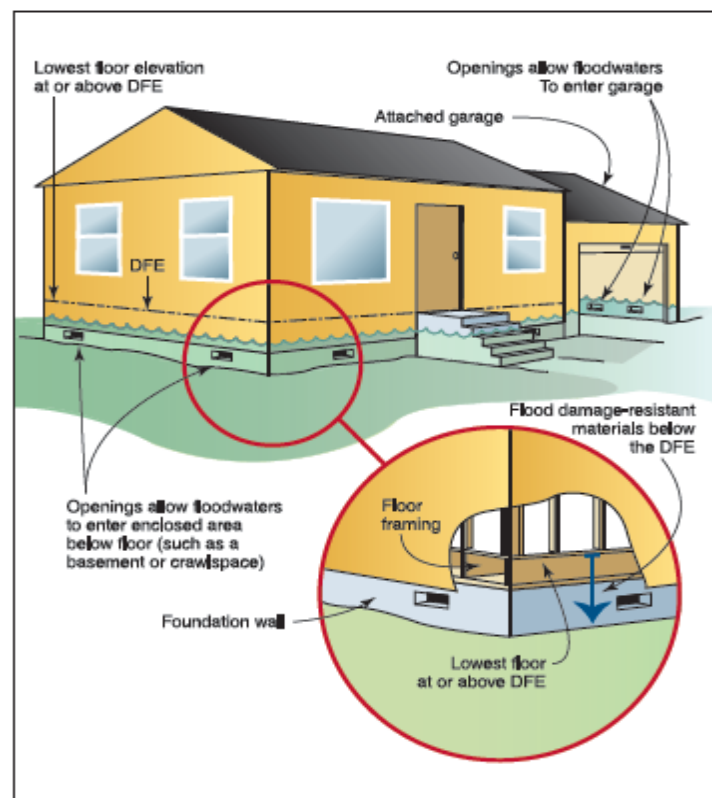 Lowest floor elevation
at or above DFE
Openings allow floodwaters
To enter garage
Attached garage
DFE
Flood damage-resistant
materials below
the DFE
Openings allow floodwaters
to enter enclosed area
below floor (such as a
basement or crawlspace)
Floor
framing
Foundation wall
Lowest floor
at or above DFE